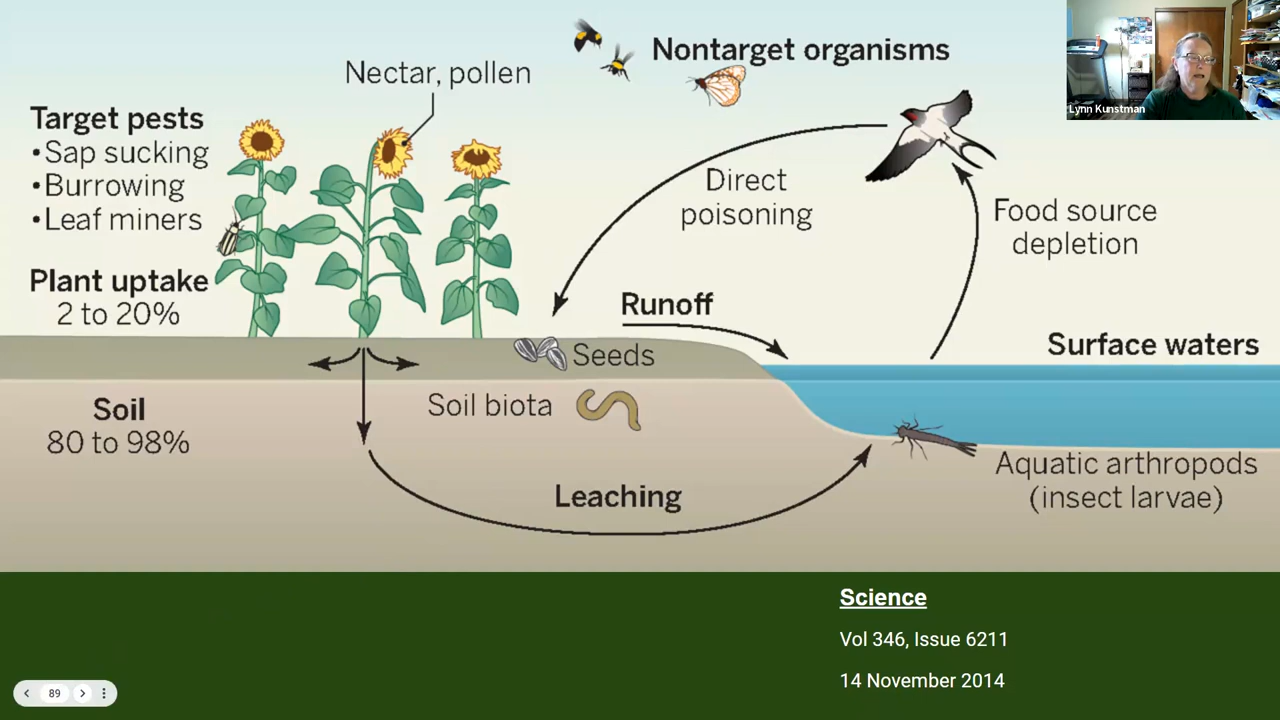 Nontarget organisms
Nectar, pollen
Target pests
•Sap sucking
•Burrowing
•Leaf miners
Plant uptake
2 to 20%
Direct
poisoning
Food source
depletion
Runoff
Surface waters
Seeds
Soil biota
Soil
80 to 98%
Leaching
Aquatic arthropods
(insect larvae)
Science
Vol 346, Issue 6211
14 November 2014
89
Lynn Kunstman